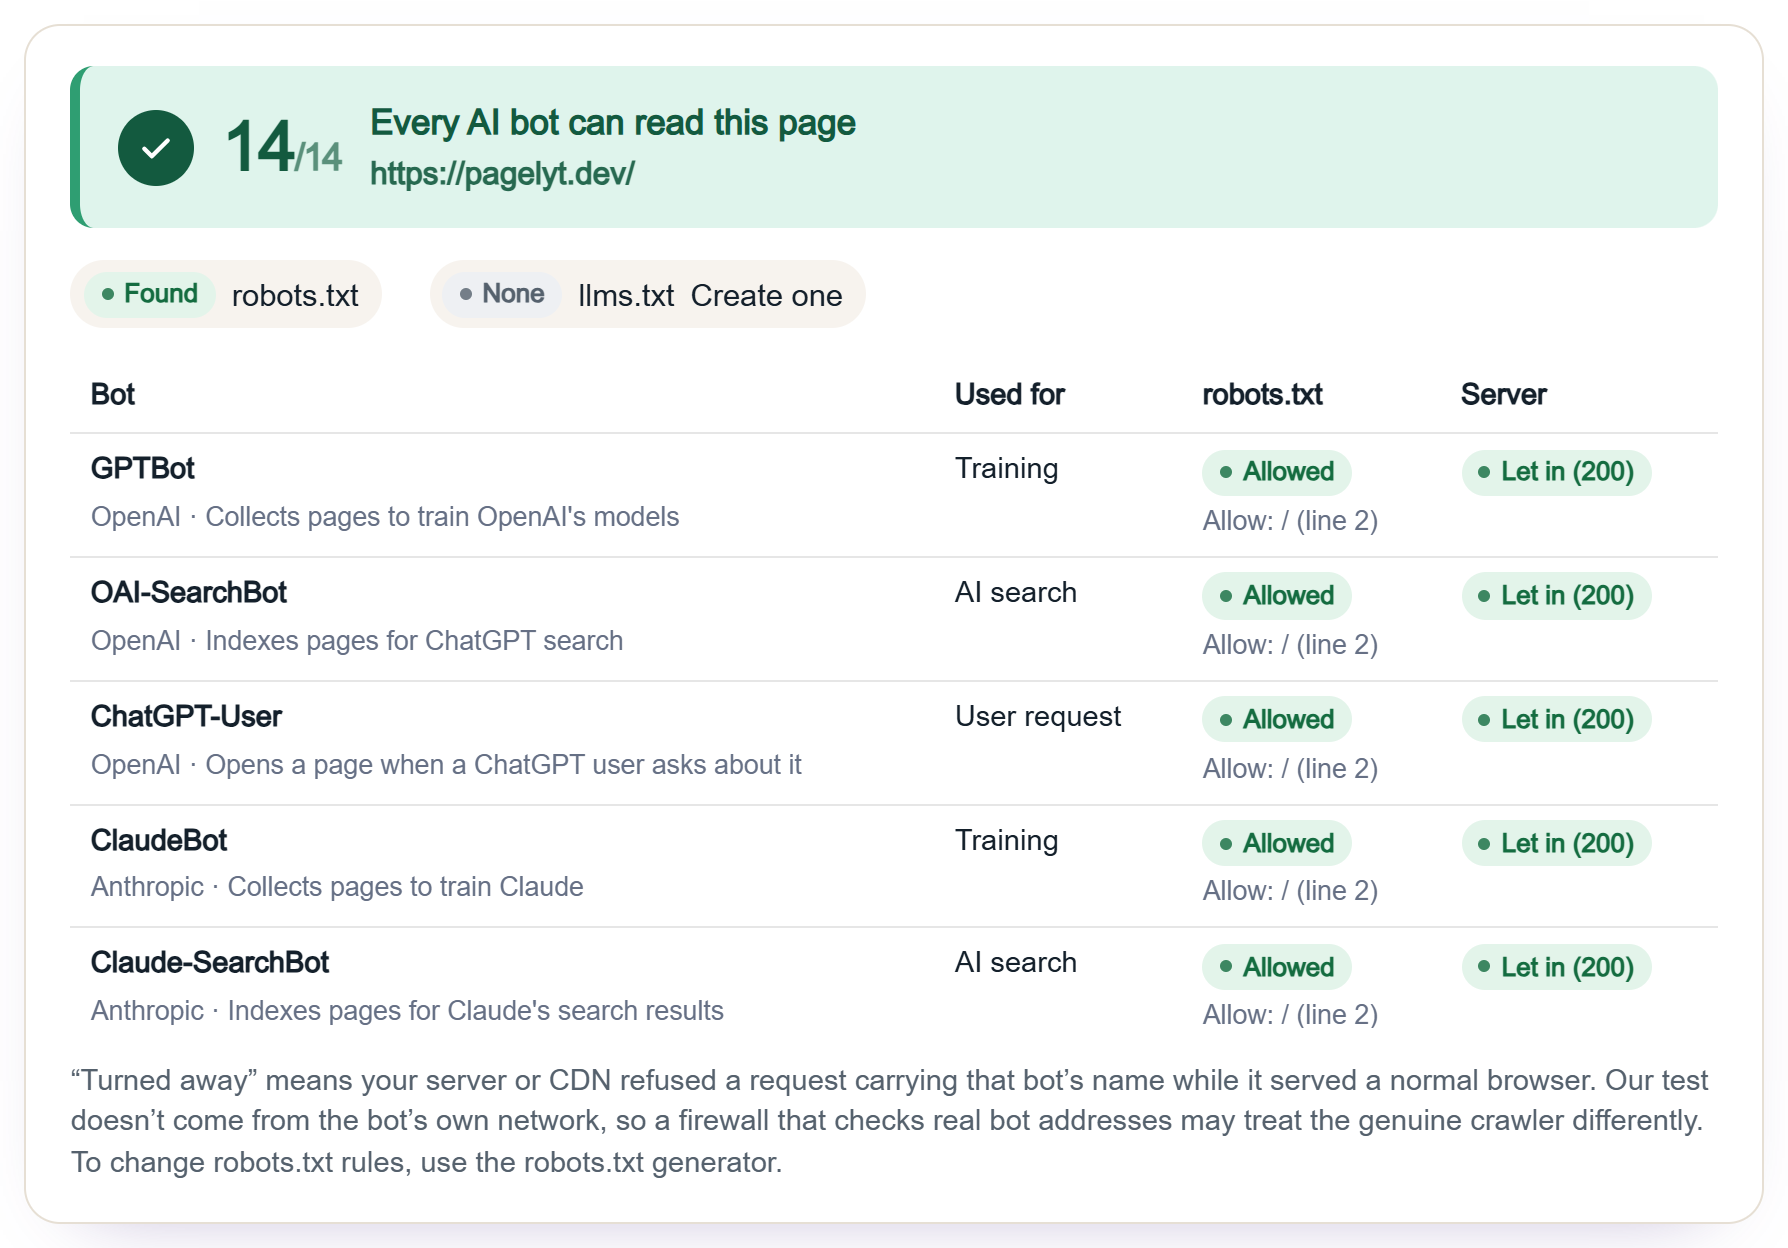 14/14
Every AI bot can read this page
https://pagelyt.dev/
Found robots.txt
None llms.txt Create one
Bot Used for robots.txt Server
GPTBot Training Allowed Let in (200)
OpenAI · Collects pages to train OpenAI's models Allow: / (line 2)
OAI-SearchBot AI search Allowed Let in (200)
OpenAI · Indexes pages for ChatGPT search Allow: / (line 2)
ChatGPT-User User request Allowed Let in (200)
OpenAI · Opens a page when a ChatGPT user asks about it Allow: / (line 2)
ClaudeBot Training Allowed Let in (200)
Anthropic · Collects pages to train Claude Allow: / (line 2)
Claude-SearchBot AI search Allowed Let in (200)
Anthropic · Indexes pages for Claude's search results Allow: / (line 2)
“Turned away” means your server or CDN refused a request carrying that bot’s name while it served a normal browser. Our test
doesn’t come from the bot’s own network, so a firewall that checks real bot addresses may treat the genuine crawler differently.
To change robots.txt rules, use the robots.txt generator.